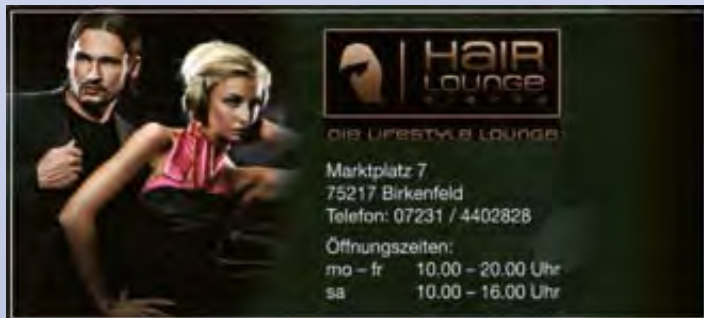 HAIR
LOUNGE
DIE LIFESTYLE LOUNGE
Marktplatz 7
75217 Birkenfeld
Telefon: 07231 / 4402828
Öffnungszeiten:
mo – fr 10.00 – 20.00 Uhr
sa 10.00 – 16.00 Uhr